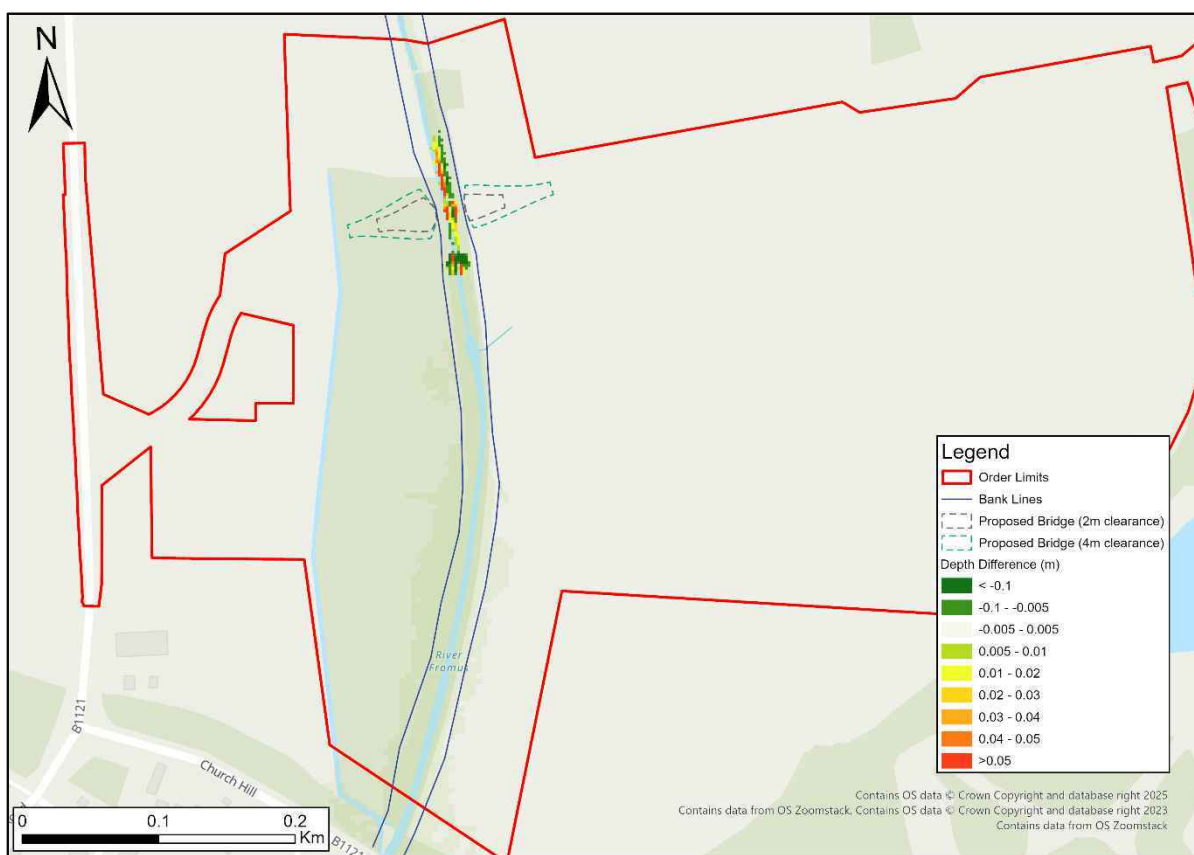 N
River
Fromus
B1121
Church Hill
B1121
0 0.1 0.2
Km
Legend
Order Limits
Bank Lines
Proposed Bridge (2m clearance)
Proposed Bridge (4m clearance)
Depth Difference (m)
< -0.1
-0.1 - -0.005
-0.005 - 0.005
0.005 - 0.01
0.01 - 0.02
0.02 - 0.03
0.03 - 0.04
0.04 - 0.05
>0.05
Contains OS data © Crown Copyright and database right 2025
Contains data from OS Zoomstack, Contains OS data © Crown Copyright and database right 2023
Contains data from OS Zoomstack